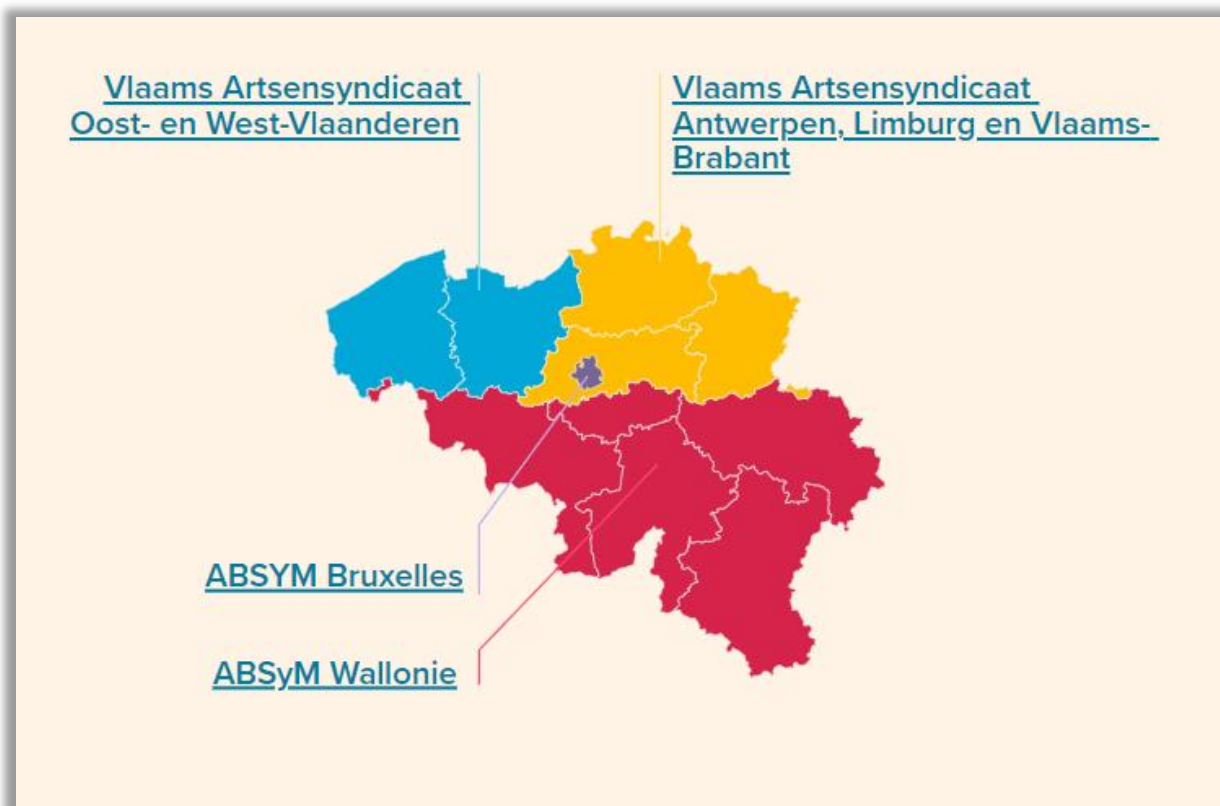 Vlaams Artsensyndicaat
Oost- en West-Vlaanderen
Vlaams Artsensyndicaat
Antwerpen, Limburg en Vlaams-
Brabant
ABSYM Bruxelles
ABSyM Wallonie